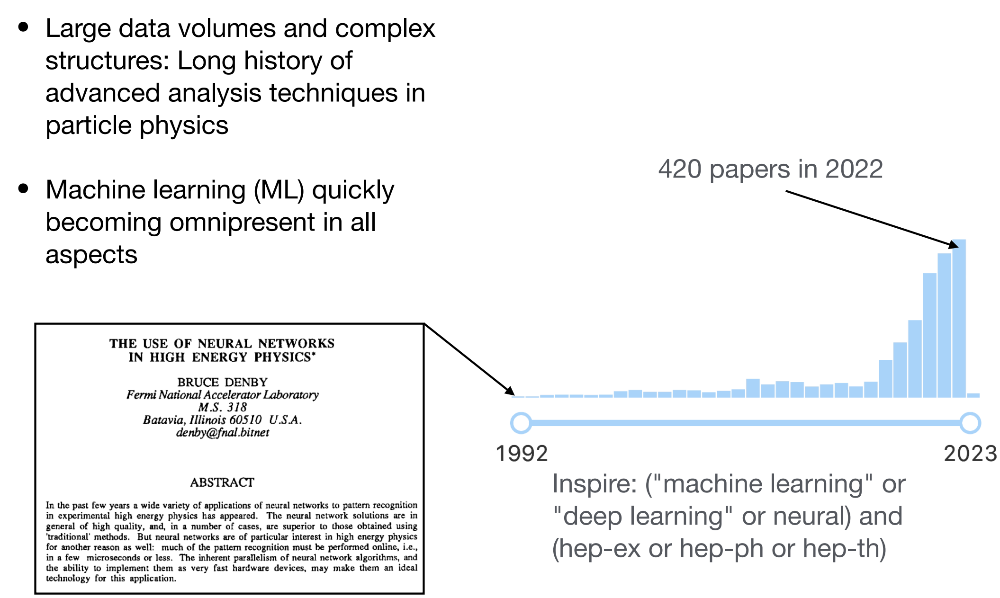 • Large data volumes and complex
structures: Long history of
advanced analysis techniques in
particle physics
• Machine learning (ML) quickly
becoming omnipresent in all
aspects
THE USE OF NEURAL NETWORKS
IN HIGH ENERGY PHYSICS*
BRUCE DENBY
Fermi National Accelerator Laboratory
M.S. 318
Batavia, Illinois 60510 U.S.A.
denby@fnal.bitnet
ABSTRACT
In the past few years a wide variety of applications of neural networks to pattern recognition
in experimental high energy physics has appeared. The neural network solutions are in
general of high quality, and, in a number of cases, are superior to those obtained using
'traditional' methods. But neural networks are of particular interest in high energy physics
for another reason as well: much of the pattern recognition must be performed online, i.e.,
in a few microseconds or less. The inherent parallelism of neural network algorithms, and
the ability to implement them as very fast hardware devices, may make them an ideal
technology for this application.
420 papers in 2022
1992
2023
Inspire: ("machine learning" or
"deep learning" or neural) and
(hep-ex or hep-ph or hep-th)